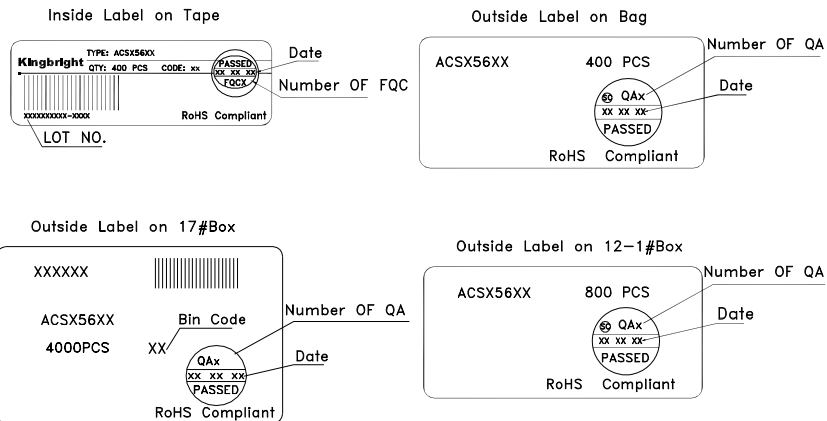 Inside Label on Tape
Kingbright
TYPE: ACSX56XX
QTY: 400 PCS CODE: xx
PASSED
XX XX XX
FQCX
XXXXXXXXXX-XXXX
RoHS Compliant
Date
Number OF FQC
LOT NO.
Outside Label on Bag
ACSX56XX 400 PCS
SC QAx
XX XX XX
PASSED
RoHS Compliant
Number OF QA
Date
Outside Label on 17#Box
XXXXXX
ACSX56XX Bin Code
4000PCS XX
QAx
XX XX XX
PASSED
RoHS Compliant
Number OF QA
Date
Outside Label on 12-1#Box
ACSX56XX 800 PCS
SC QAx
XX XX XX
PASSED
RoHS Compliant
Number OF QA
Date